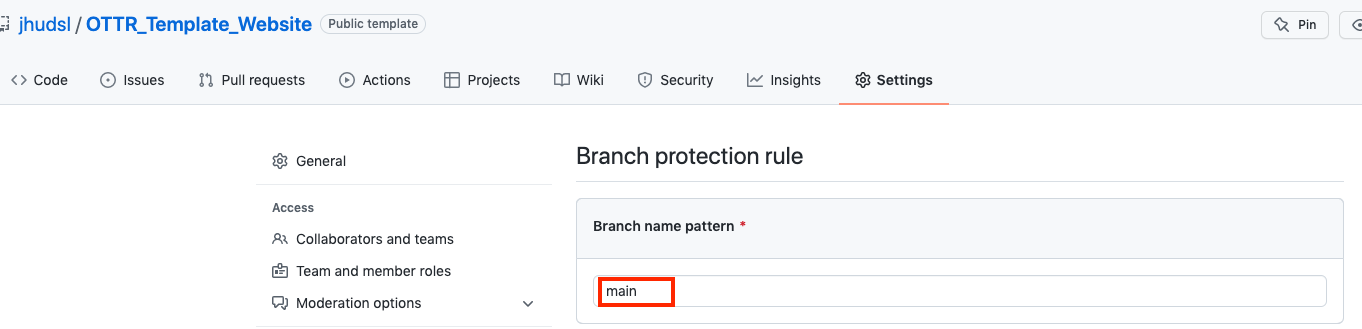 jhudsl / OTTR_Template_Website Public template Pin
Code Issues Pull requests Actions Projects Wiki Security Insights Settings
General
Access
Collaborators and teams
Team and member roles
Moderation options
Branch protection rule
Branch name pattern *
main